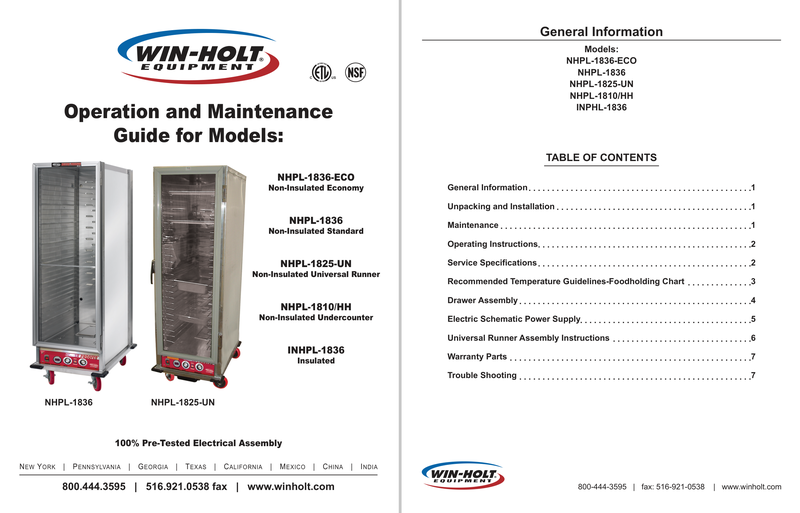 WIN-HOLT®
EQUIPMENT
ETL
NSF
Operation and Maintenance
Guide for Models:
NHPL-1836-ECO
Non-Insulated Economy
NHPL-1836
Non-Insulated Standard
NHPL-1825-UN
Non-Insulated Universal Runner
NHPL-1810/HH
Non-Insulated Undercounter
INHPL-1836
Insulated
NHPL-1836 NHPL-1825-UN
100% Pre-Tested Electrical Assembly
NEW YORK | PENNSYLVANIA | GEORGIA | TEXAS | CALIFORNIA | MEXICO | CHINA | INDIA
800.444.3595 | 516.921.0538 fax | www.winholt.com
General Information
Models:
NHPL-1836-ECO
NHPL-1836
NHPL-1825-UN
NHPL-1810/HH
INPHL-1836
TABLE OF CONTENTS
General Information 1
Unpacking and Installation 1
Maintenance 1
Operating Instructions 2
Service Specifications 2
Recommended Temperature Guidelines-Foodholding Chart 3
Drawer Assembly 4
Electric Schematic Power Supply 5
Universal Runner Assembly Instructions 6
Warranty Parts 7
Trouble Shooting 7
WIN-HOLT®
EQUIPMENT
800-444-3595 | fax: 516-921-0538 | www.winholt.com